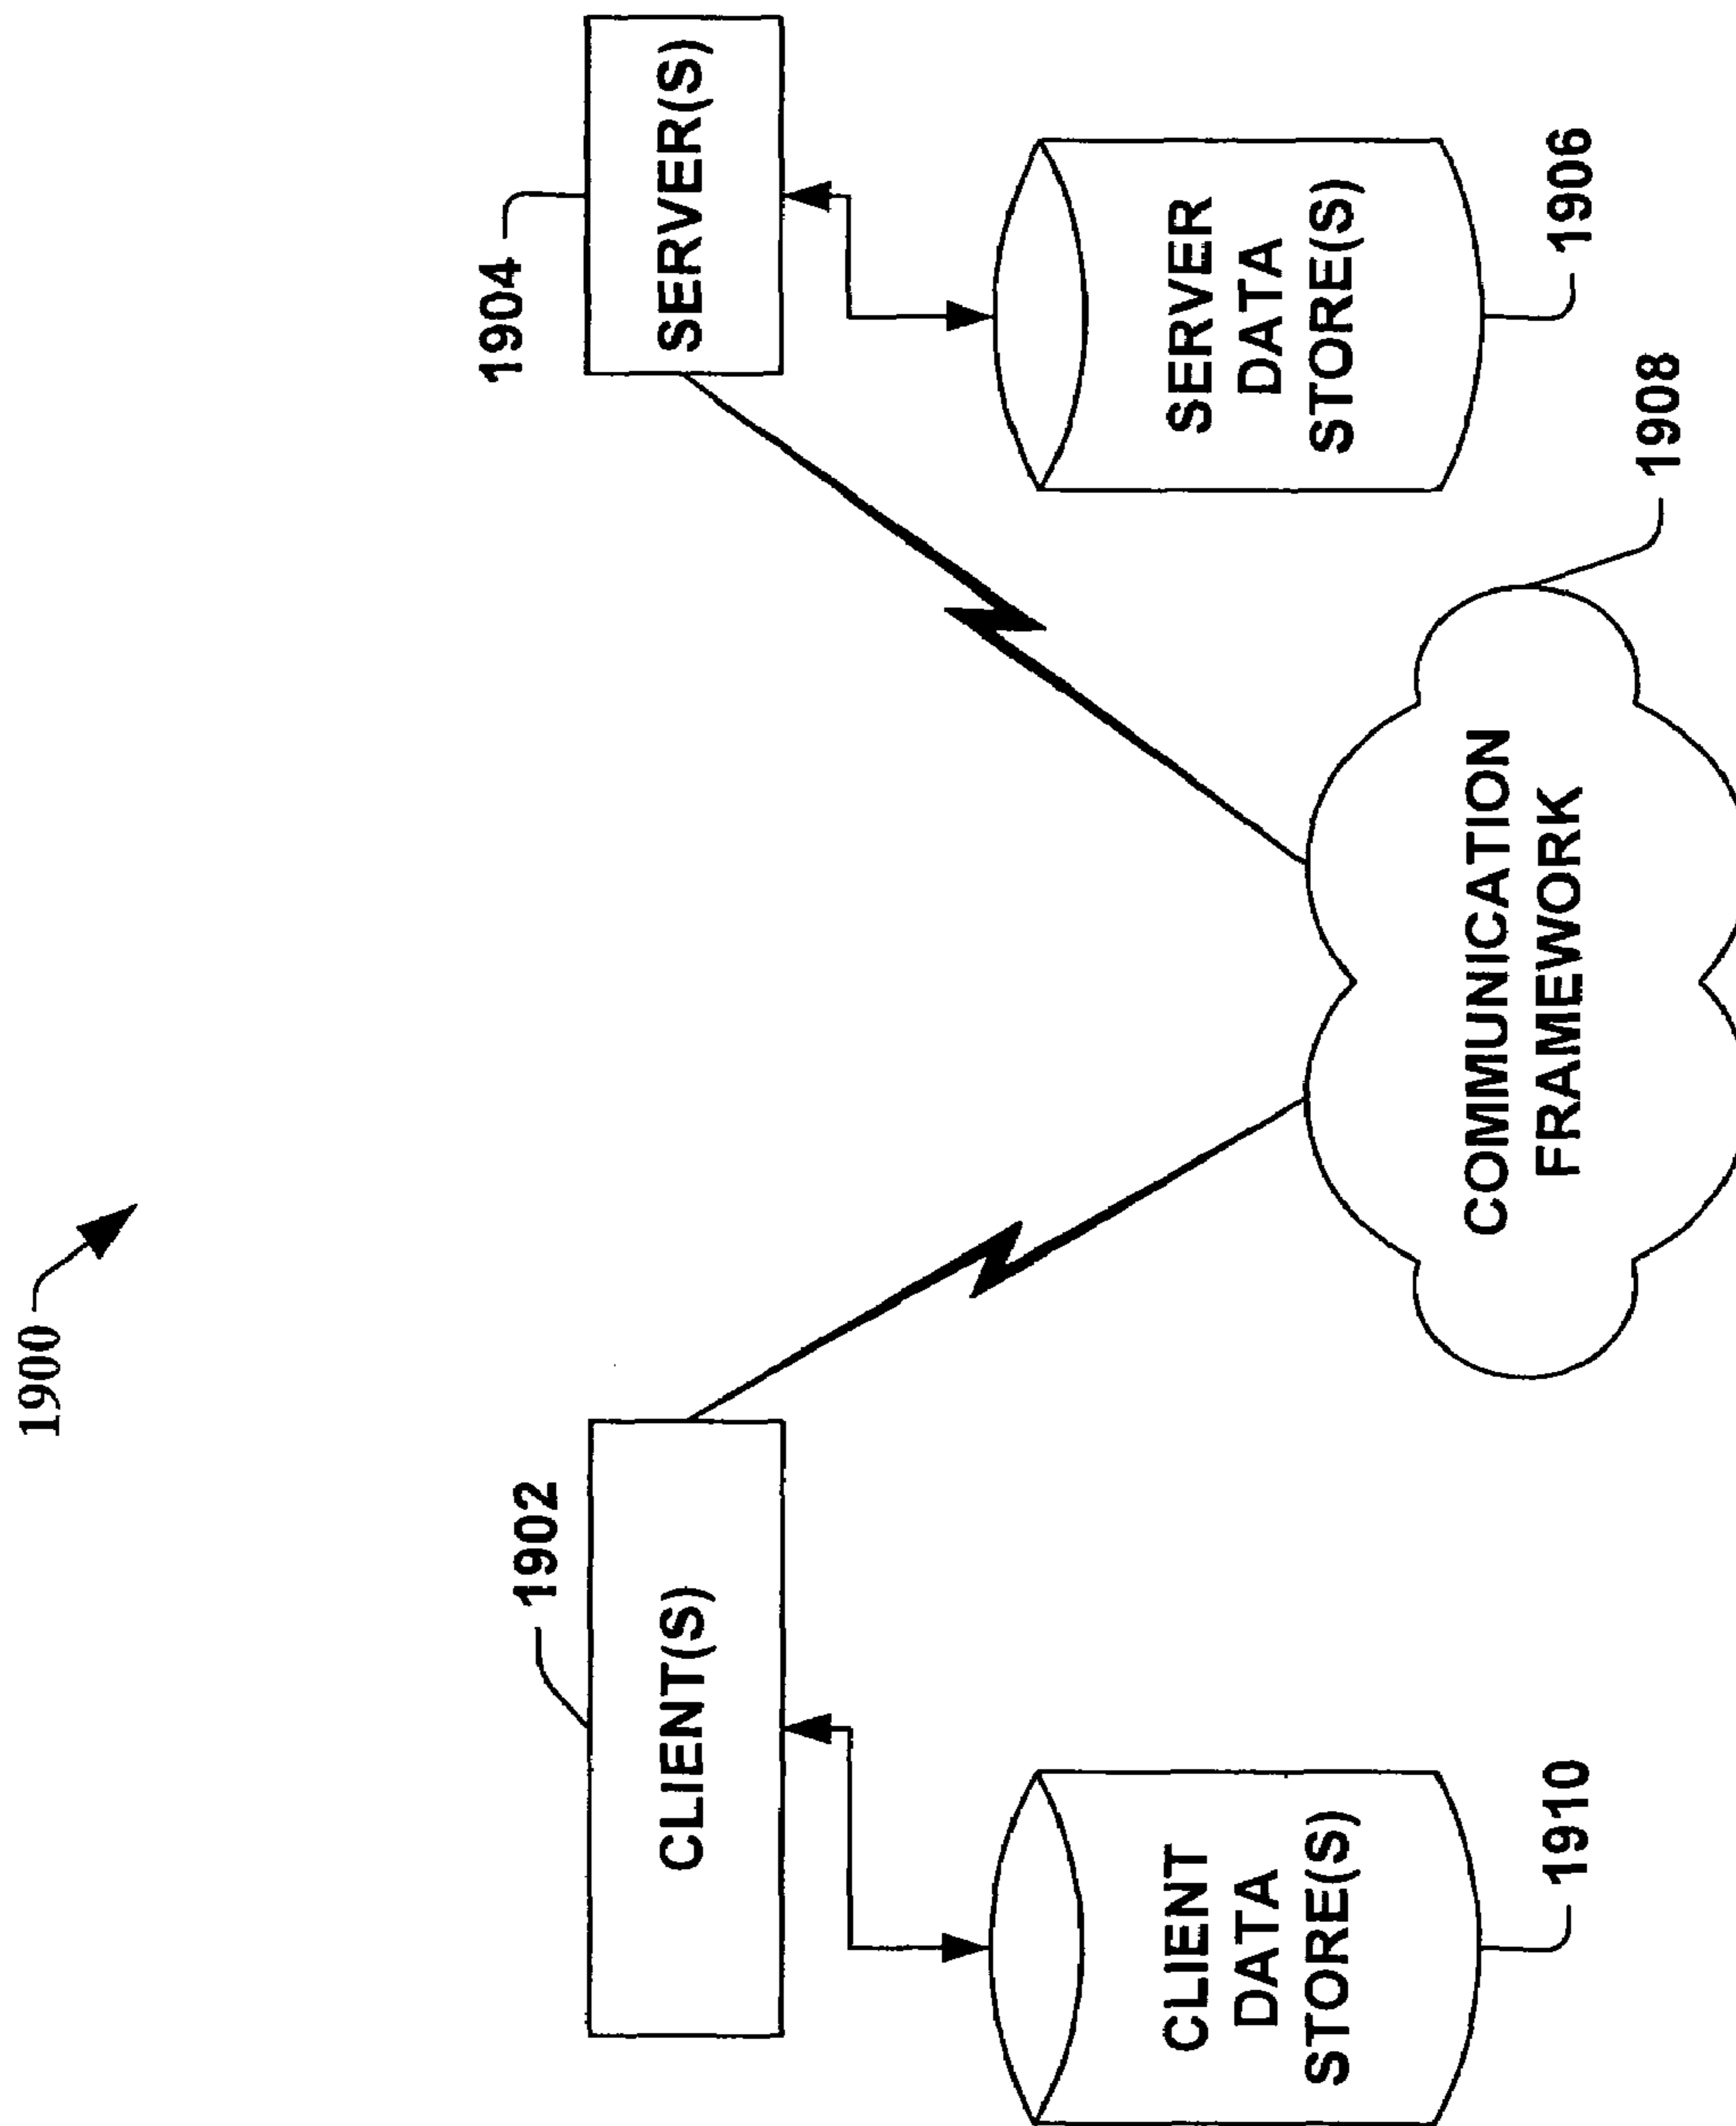 1900
1902
1904
CLIENT(S)
SERVER(S)
CLIENT
DATA
STORE(S)
SERVER
DATA
STORE(S)
1910
1906
1908
COMMUNICATION
FRAMEWORK